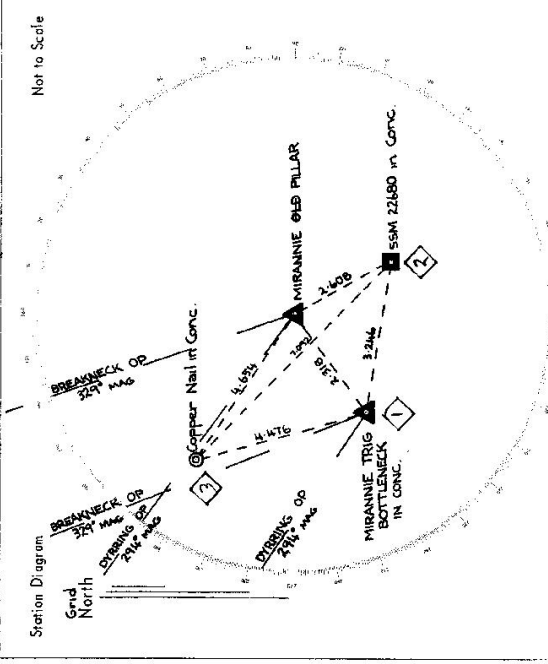 Station Diagram
Not to Scale
Grid
North
BREAKNECK OP
329° MAG
DYRRING OP
294° MAG
BREAKNECK OP
329° MAG
DYRRING OP
294° MAG
Copper Nail in Conc.
3
MIRANNIE OLD PILLAR
4.654
2.608
2.318
4.476
3.246
SSM 22680 in Conc.
2
MIRANNIE TRIG
BOTTLENECK
IN CONC.
1